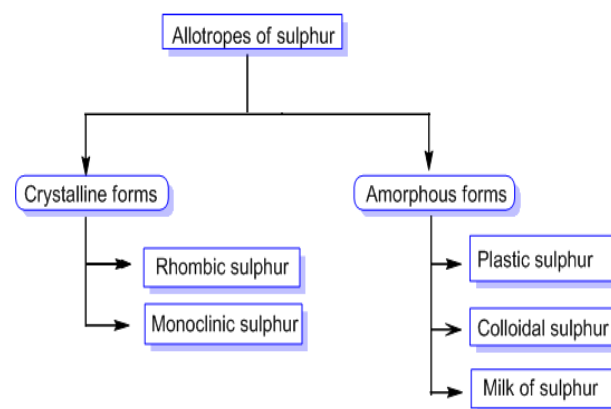 Allotropes of sulphur
Crystalline forms
Rhombic sulphur
Monoclinic sulphur
Amorphous forms
Plastic sulphur
Colloidal sulphur
Milk of sulphur